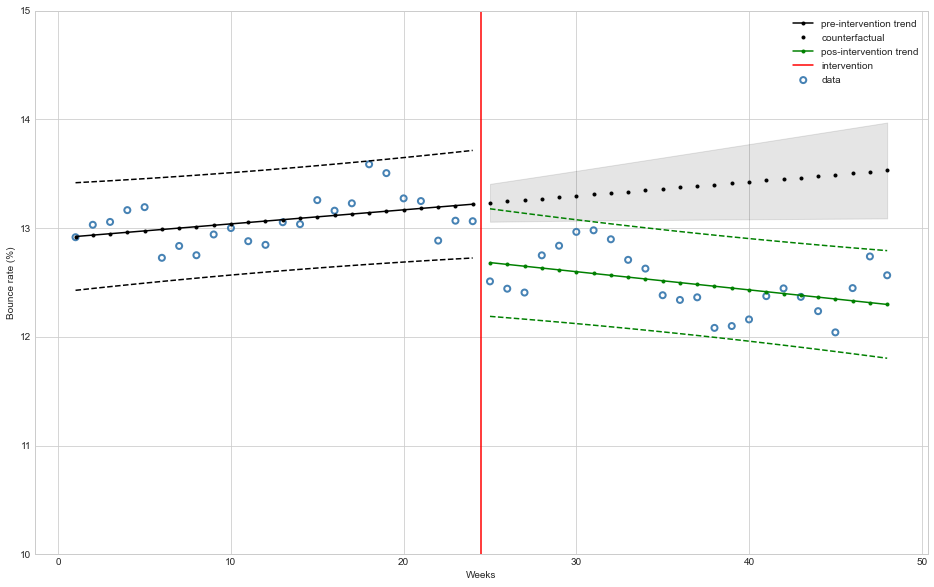 15
14
13
12
11
10
Bounce rate (%)
0
10
20
30
40
50
Weeks
pre-intervention trend
counterfactual
pos-intervention trend
intervention
data